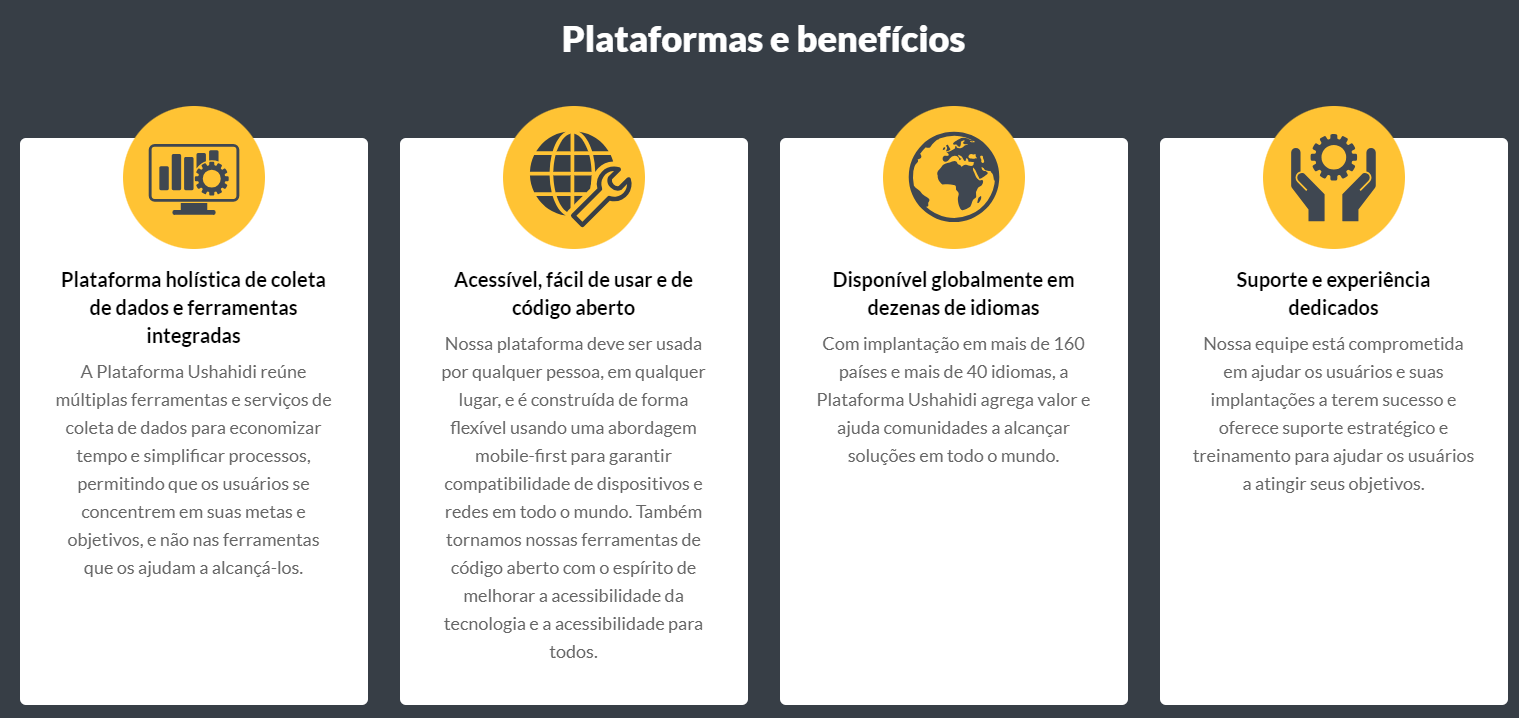 Plataformas e benefícios
Plataforma holística de coleta
de dados e ferramentas
integradas
A Plataforma Ushahidi reúne
múltiplas ferramentas e serviços de
coleta de dados para economizar
tempo e simplificar processos,
permitindo que os usuários se
concentrem em suas metas e
objetivos, e não nas ferramentas
que os ajudam a alcançá-los.
Acessível, fácil de usar e de
código aberto
Nossa plataforma deve ser usada
por qualquer pessoa, em qualquer
lugar, e é construída de forma
flexível usando uma abordagem
mobile-first para garantir
compatibilidade de dispositivos e
redes em todo o mundo. Também
tornamos nossas ferramentas de
código aberto com o espírito de
melhorar a acessibilidade da
tecnologia e a acessibilidade para
todos.
Disponível globalmente em
dezenas de idiomas
Com implantação em mais de 160
países e mais de 40 idiomas, a
Plataforma Ushahidi agrega valor e
ajuda comunidades a alcançar
soluções em todo o mundo.
Suporte e experiência
dedicados
Nossa equipe está comprometida
em ajudar os usuários e suas
implantações a terem sucesso e
oferece suporte estratégico e
treinamento para ajudar os usuários
a atingir seus objetivos.